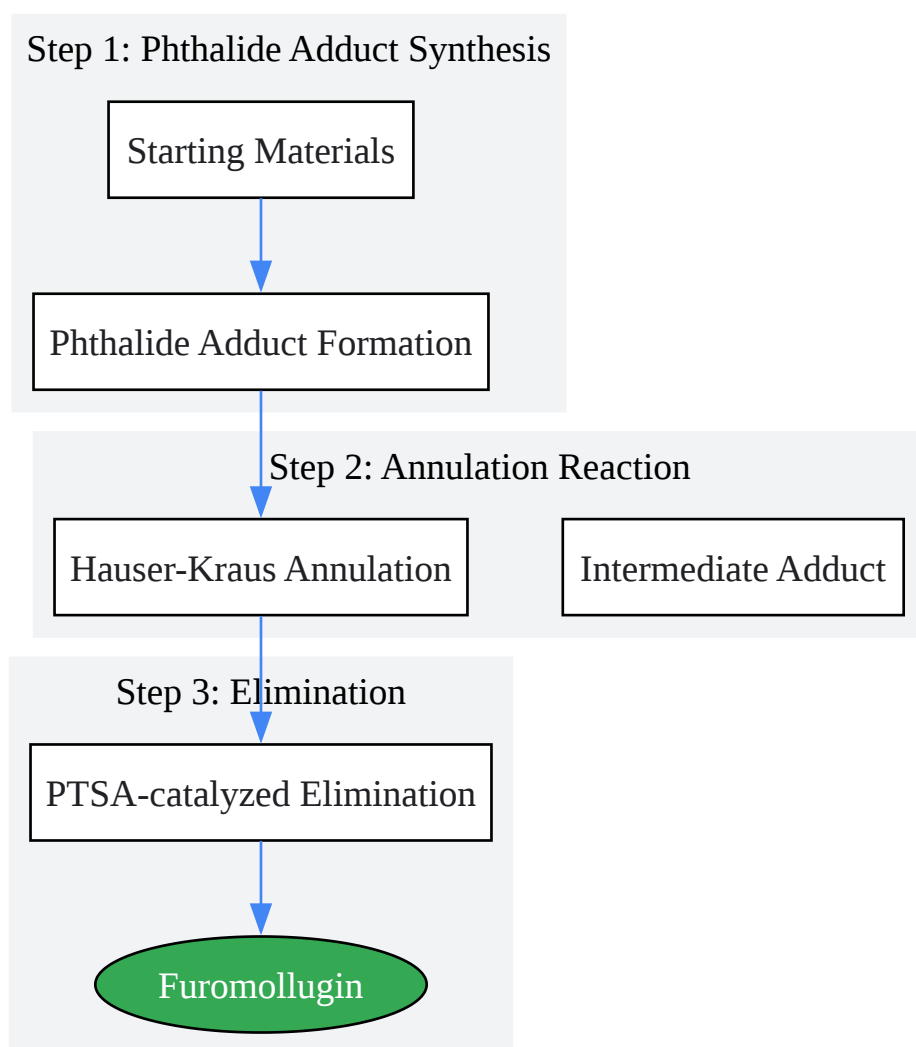 Step 1: Phthalide Adduct Synthesis
Starting Materials
Phthalide Adduct Formation
Step 2: Annulation Reaction
Hauser-Kraus Annulation
Intermediate Adduct
Step 3: Elimination
PTSA-catalyzed Elimination
Furomollugin